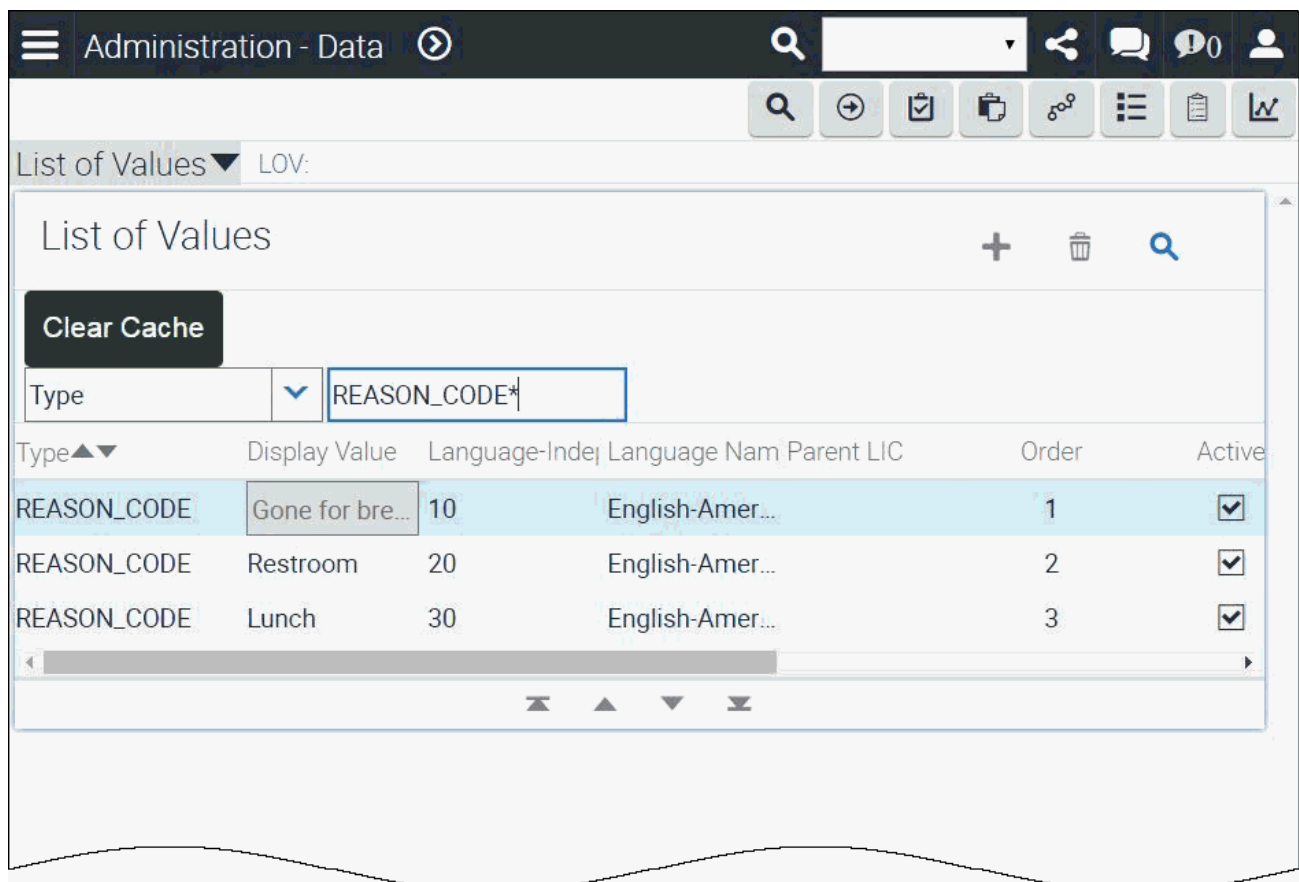 Administration - Data 0
List of Values LOV:
List of Values
Clear Cache
Type REASON_CODE*
Type Display Value Language-Indep Language Nam Parent LIC Order Active
REASON_CODE Gone for bre... 10 English-Amer... 1
REASON_CODE Restroom 20 English-Amer... 2
REASON_CODE Lunch 30 English-Amer... 3